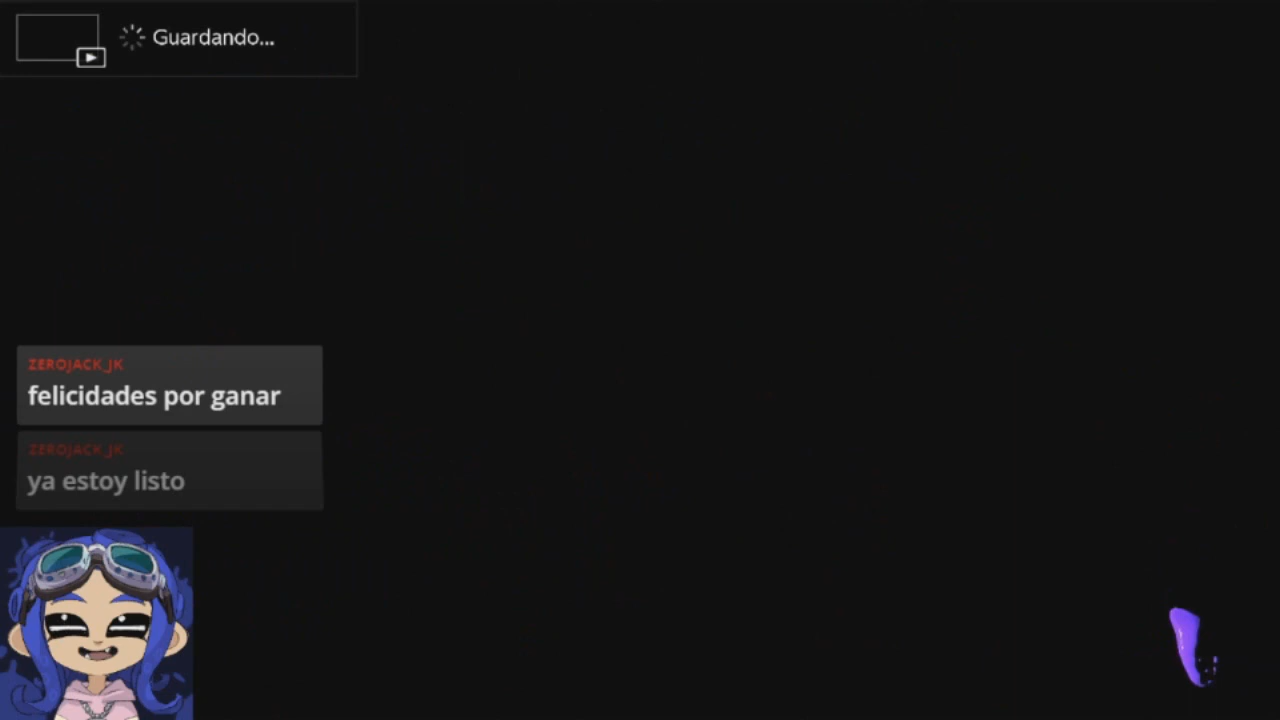 Guardando...
ZEROJACK_JK
felicidades por ganar
ZEROJACK_JK
ya estoy listo